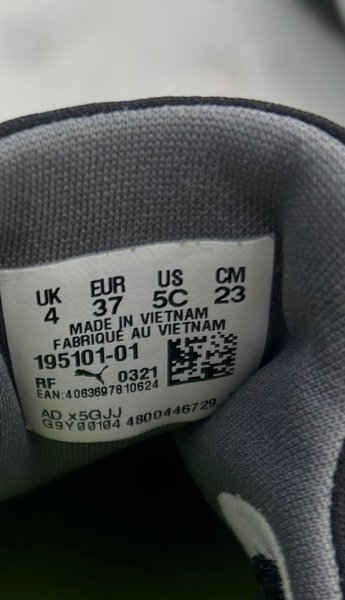 UK EUR US CM
4 37 5C 23
MADE IN VIETNAM
FABRIQUÉ AU VIETNAM
195101-01
RF 0321
EAN:4063697810624
AD x5GJJ
G9Y00104 4800446729